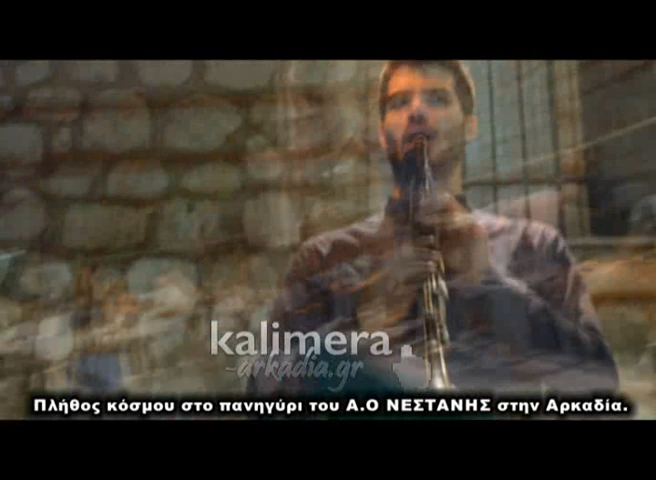 kalimera
arkadia.gr
Πλήθος κόσμου στο πανηγύρι του Α.Ο ΝΕΣΤΑΝΗΣ στην Αρκαδία.